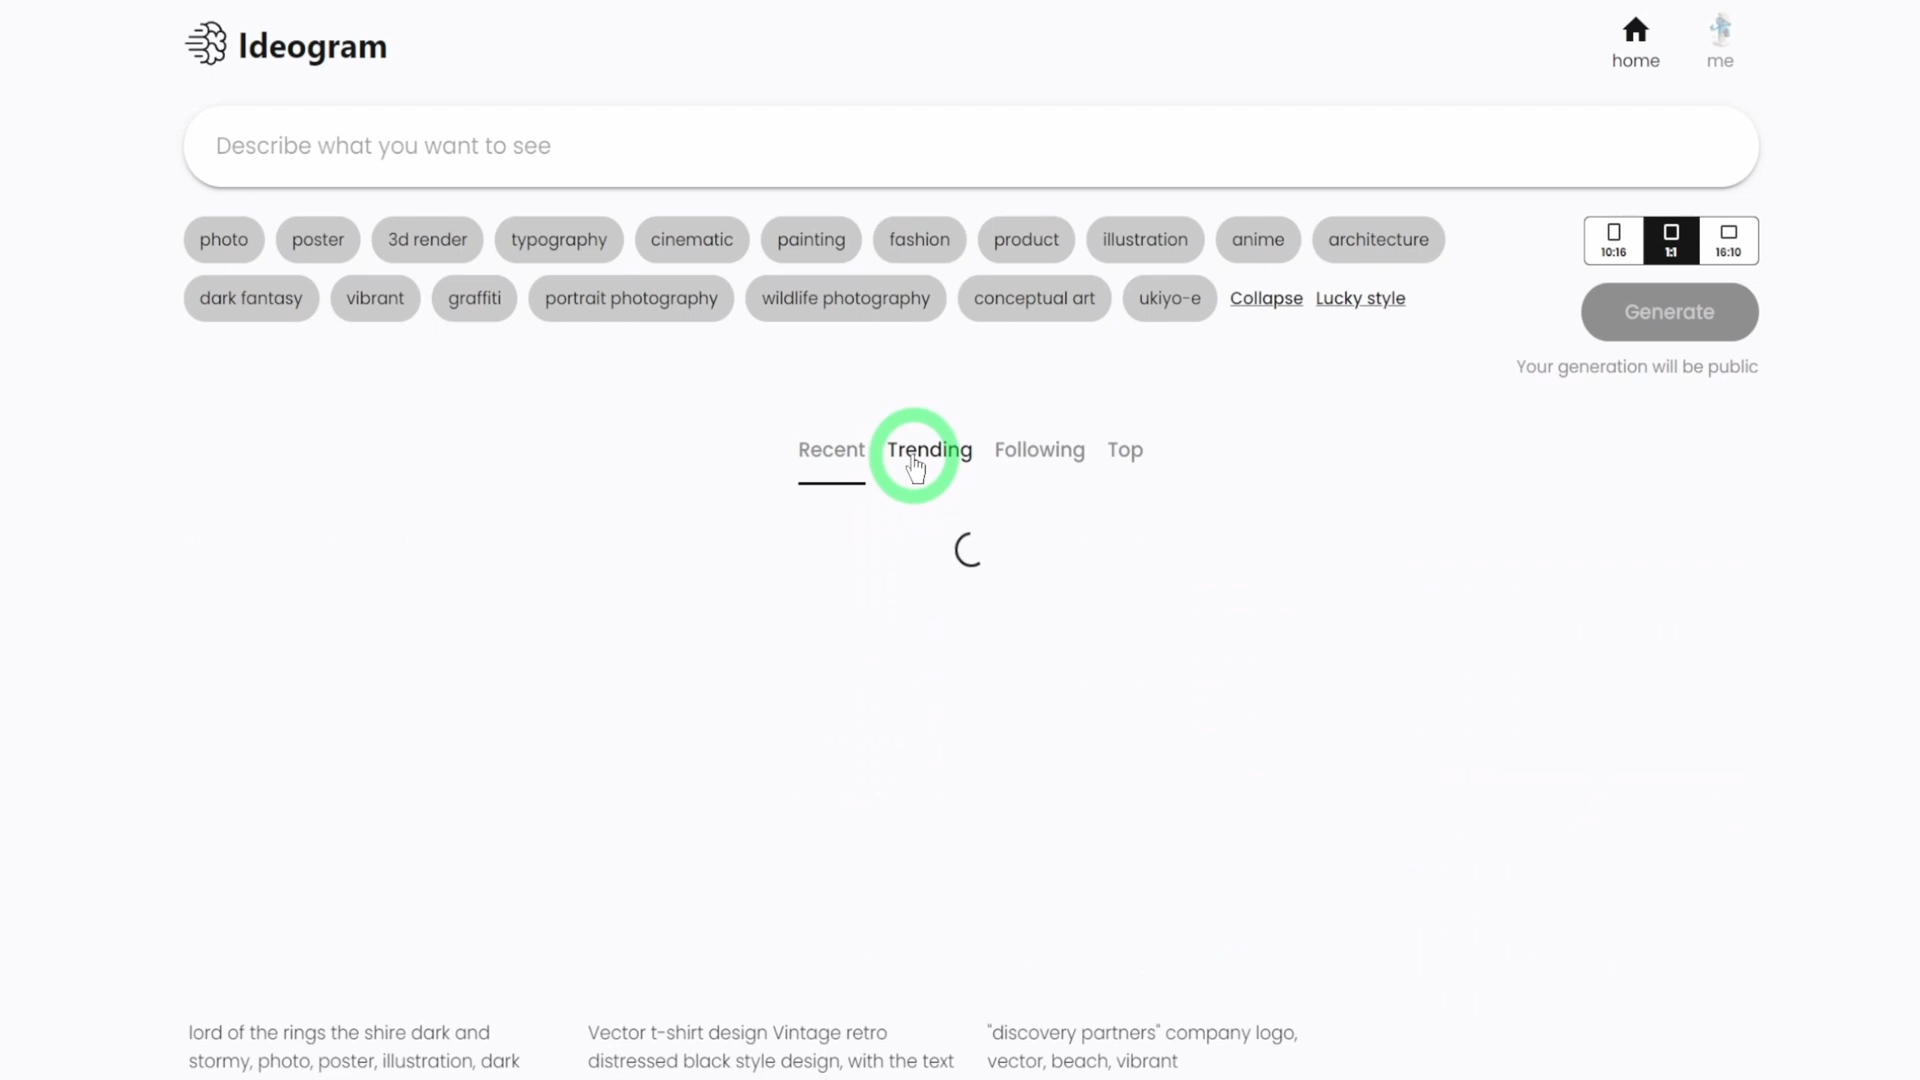 Ideogram
home me
Describe what you want to see
photo poster 3d render typography cinematic painting fashion product illustration anime architecture
10:16 1:1 16:10
dark fantasy vibrant graffiti portrait photography wildlife photography conceptual art ukiyo-e Collapse Lucky style
Generate
Your generation will be public
Recent Trending Following Top
lord of the rings the shire dark and
stormy, photo, poster, illustration, dark
Vector t-shirt design Vintage retro
distressed black style design, with the text
"discovery partners" company logo,
vector, beach, vibrant